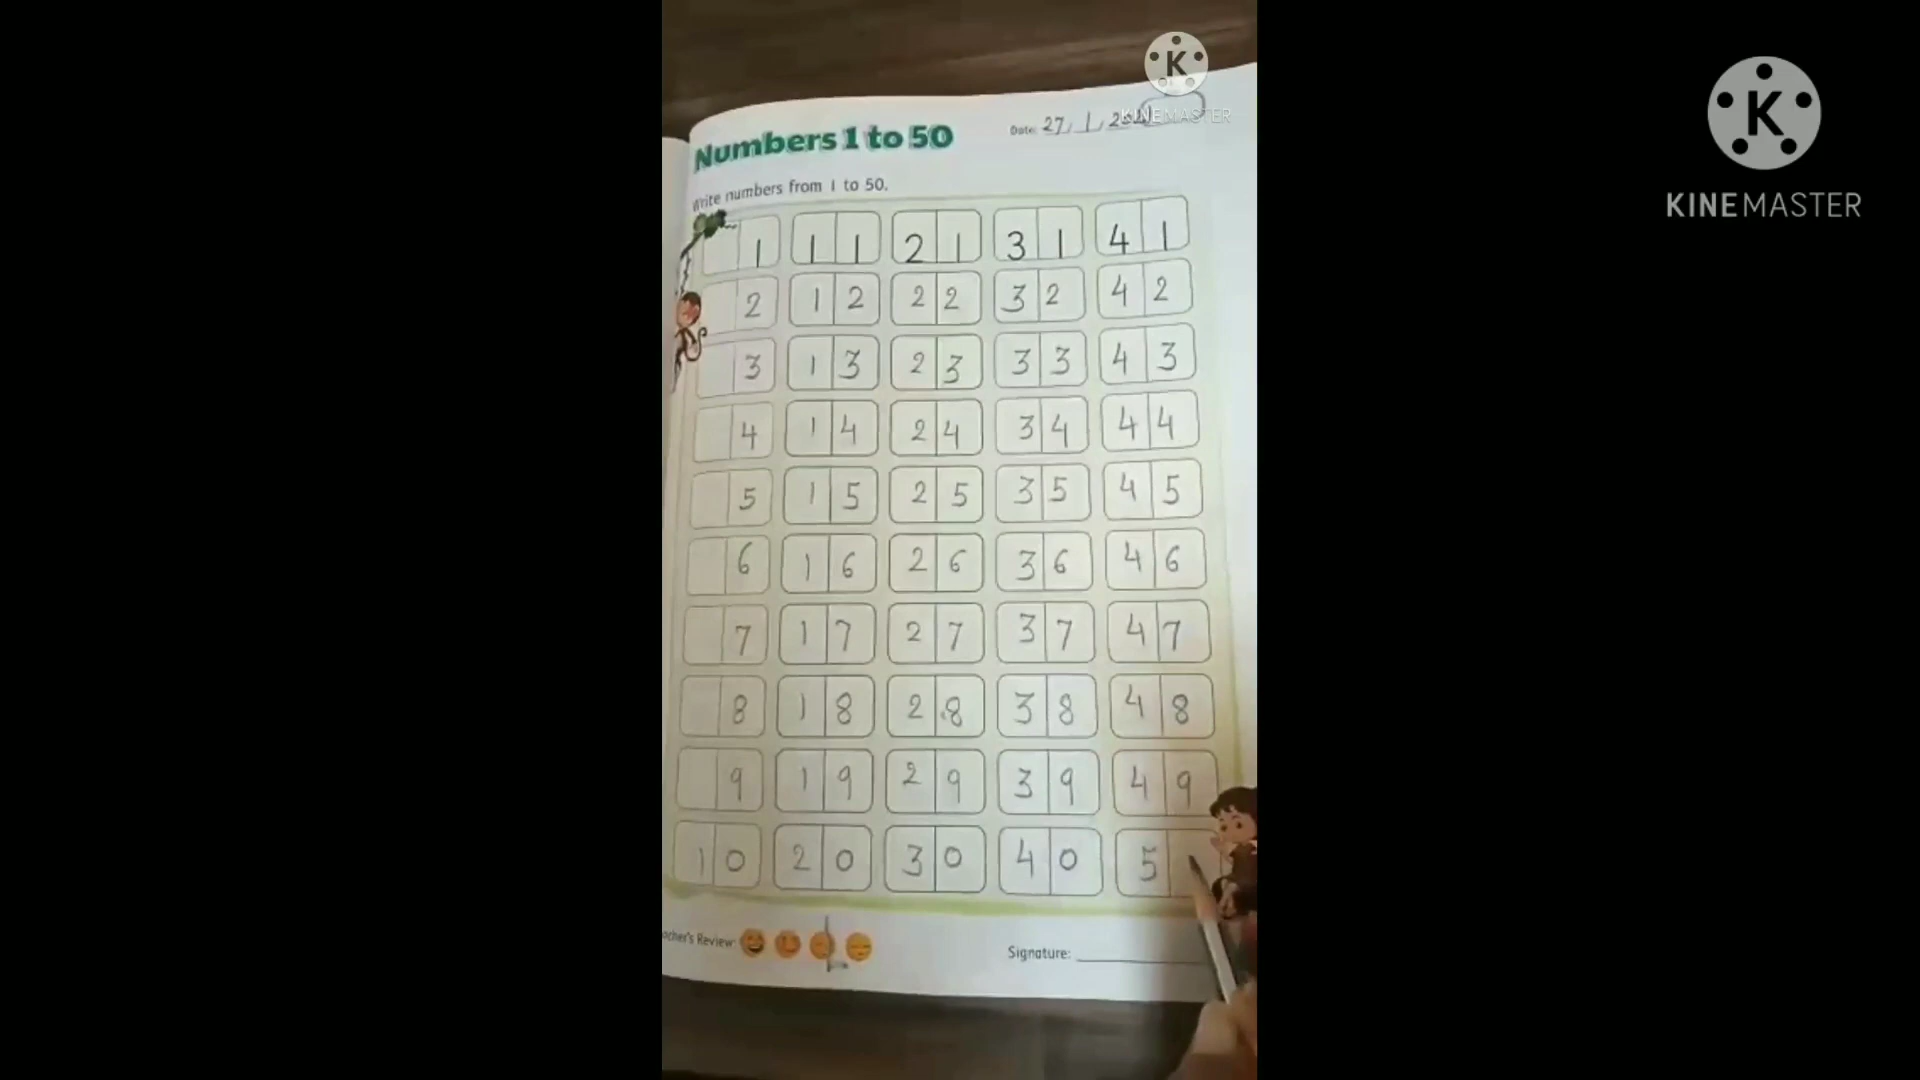 KINEMASTER
KINEMASTER
Numbers 1 to 50
Date: 27/1/
Write numbers from 1 to 50.
1 11 21 31 41
2 12 22 32 42
3 13 23 33 43
4 14 24 34 44
5 15 25 35 45
6 16 26 36 46
7 17 27 37 47
8 18 28 38 48
9 19 29 39 49
10 20 30 40 5
Review:
Signature: